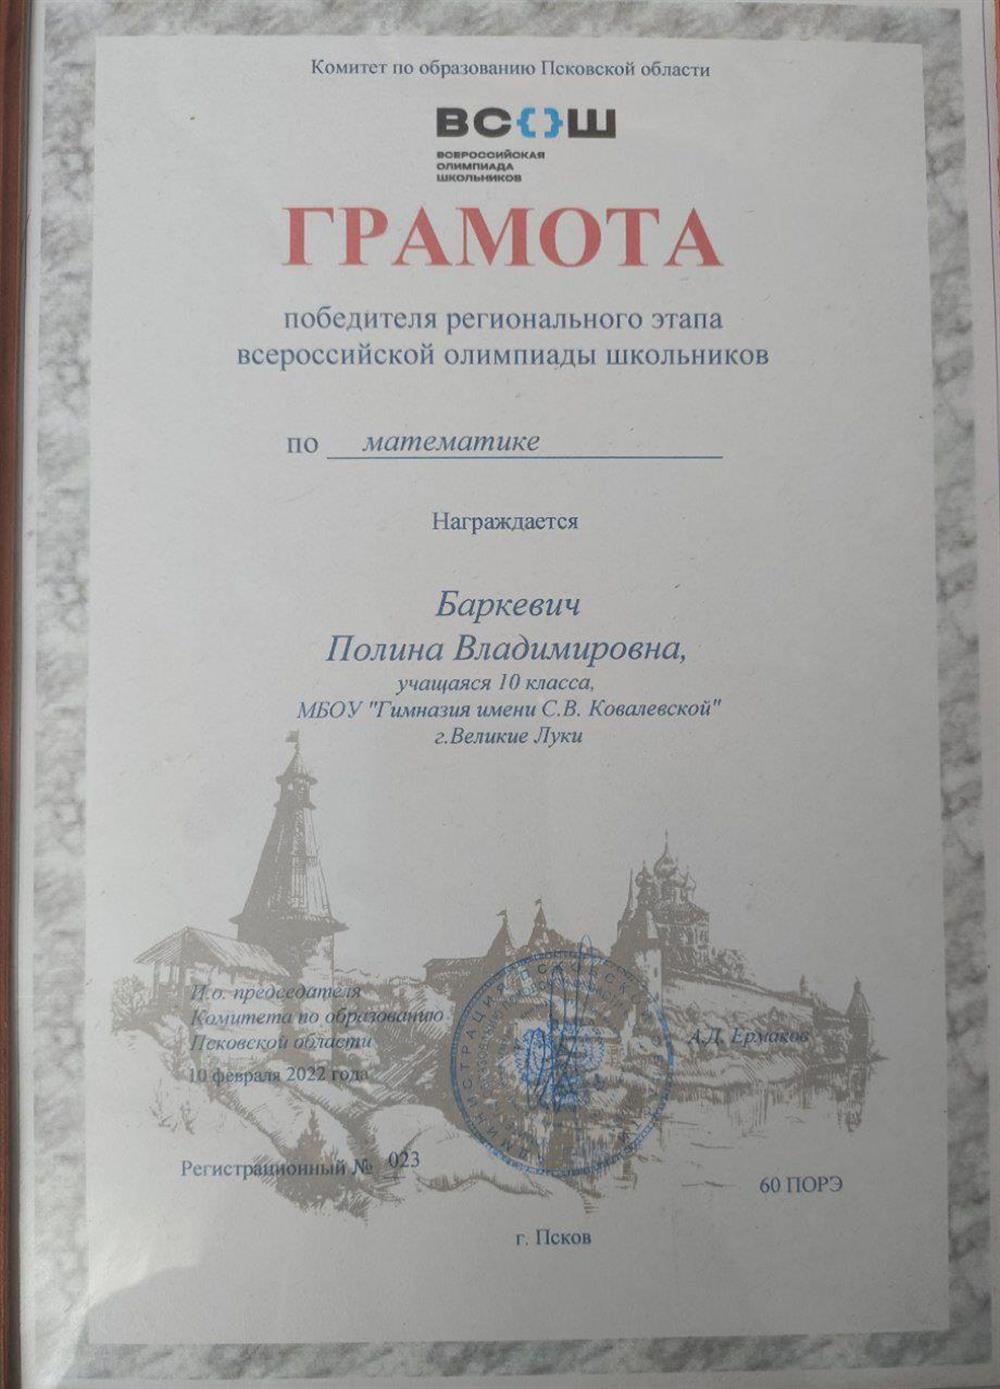 Комитет по образованию Псковской области
ВС{}Ш
ВСЕРОССИЙСКАЯ
ОЛИМПИАДА
ШКОЛЬНИКОВ
ГРАМОТА
победителя регионального этапа
всероссийской олимпиады школьников
по математике
Награждается
Баркевич
Полина Владимировна,
учащаяся 10 класса,
МБОУ "Гимназия имени С.В. Ковалевской"
г.Великие Луки
И.о. председателя
Комитета по образованию
Псковской области
А.Д. Ермаков
10 февраля 2022 года
Регистрационный № 023
60 ПОРЭ
г. Псков